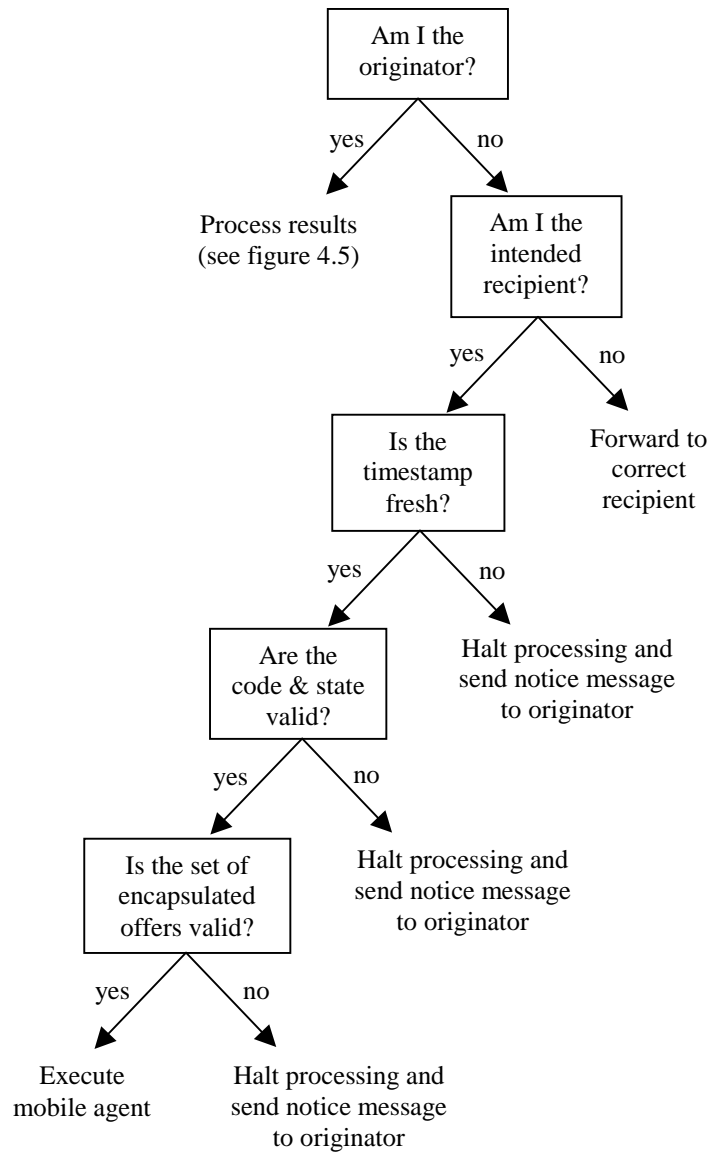 Am I the
originator?
yes
no
Process results
(see figure 4.5)
Am I the
intended
recipient?
yes
no
Is the
timestamp
fresh?
Forward to
correct
recipient
yes
no
Are the
code & state
valid?
Halt processing and
send notice message
to originator
yes
no
Is the set of
encapsulated
offers valid?
Halt processing and
send notice message
to originator
yes
no
Execute
mobile agent
Halt processing and
send notice message
to originator